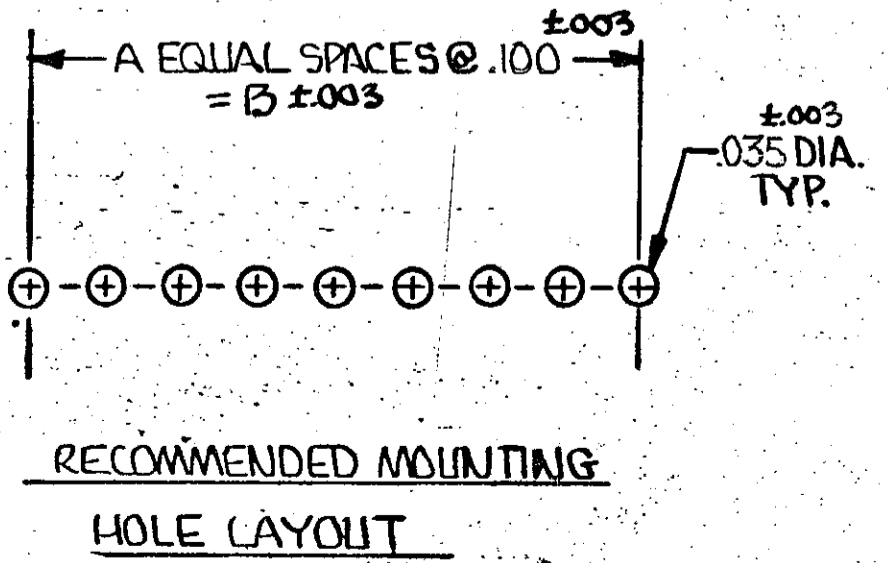 ±.003
A EQUAL SPACES @ .100
= B ±.003
±.003
.035 DIA.
TYP.
RECOMMENDED MOUNTING
HOLE LAYOUT